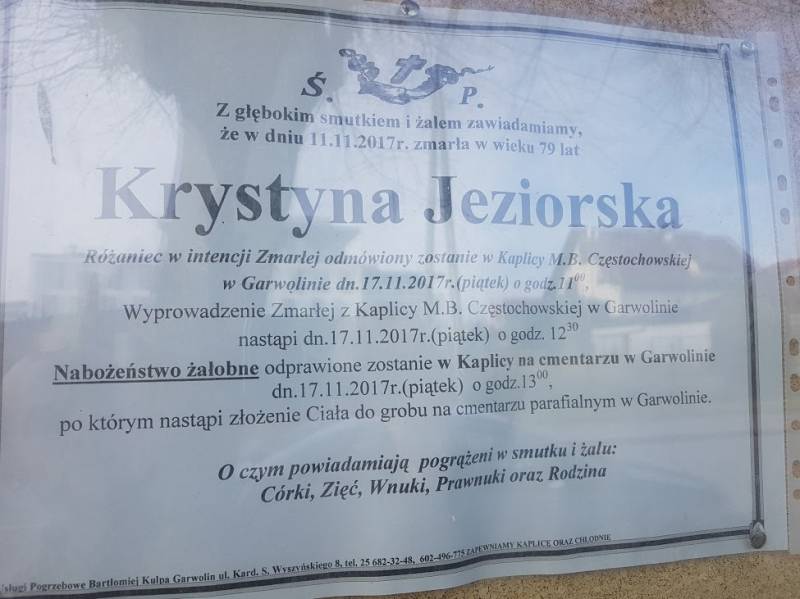 Ś. P.
Z głębokim smutkiem i żalem zawiadamiamy,
że w dniu 11.11.2017r. zmarła w wieku 79 lat
Krystyna Jeziorska
Różaniec w intencji Zmarłej odmówiony zostanie w Kaplicy M.B. Częstochowskiej
w Garwolinie dn.17.11.2017r.(piątek) o godz.11⁰⁰,
Wyprowadzenie Zmarłej z Kaplicy M.B. Częstochowskiej w Garwolinie
nastąpi dn.17.11.2017r.(piątek) o godz. 12³⁰
Nabożeństwo żałobne odprawione zostanie w Kaplicy na cmentarzu w Garwolinie
dn.17.11.2017r.(piątek) o godz.13⁰⁰,
po którym nastąpi złożenie Ciała do grobu na cmentarzu parafialnym w Garwolinie.
O czym powiadamiają pogrążeni w smutku i żalu:
Córki, Zięć, Wnuki, Prawnuki oraz Rodzina
sługi Pogrzebowe Bartłomiej Kulpa Garwolin ul. Kard. S. Wyszyńskiego 8, tel. 25 682-32-48, 602-496-775 ZAPEWNIAMY KAPLICĘ ORAZ CHŁODNIE